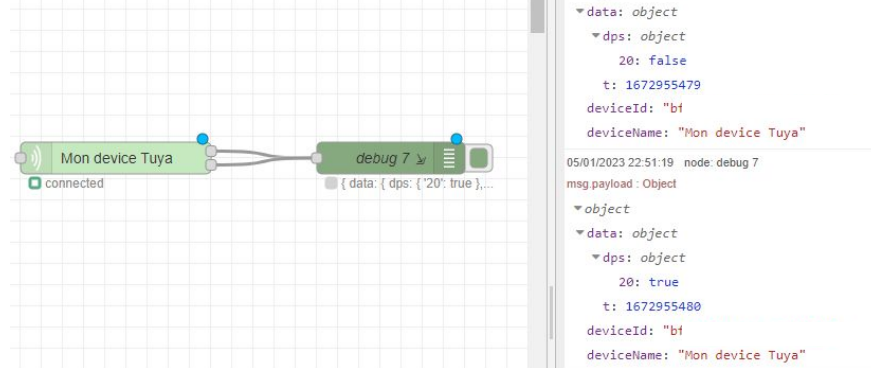 Mon device Tuya
connected
debug 7
{ data: { dps: { '20': true },...
data: object
dps: object
20: false
t: 1672955479
deviceId: "bf
deviceName: "Mon device Tuya"
05/01/2023 22:51:19 node: debug 7
msg.payload : Object
object
data: object
dps: object
20: true
t: 1672955480
deviceId: "bf
deviceName: "Mon device Tuya"